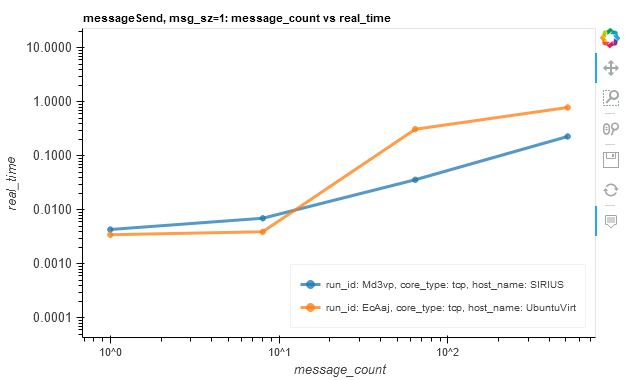 messageSend, msg_sz=1: message_count vs real_time
10.0000
1.0000
0.1000
0.0100
0.0010
0.0001
real_time
run_id: Md3vp, core_type: tcp, host_name: SIRIUS
run_id: EcAaj, core_type: tcp, host_name: UbuntuVirt
10^0
10^1
10^2
message_count